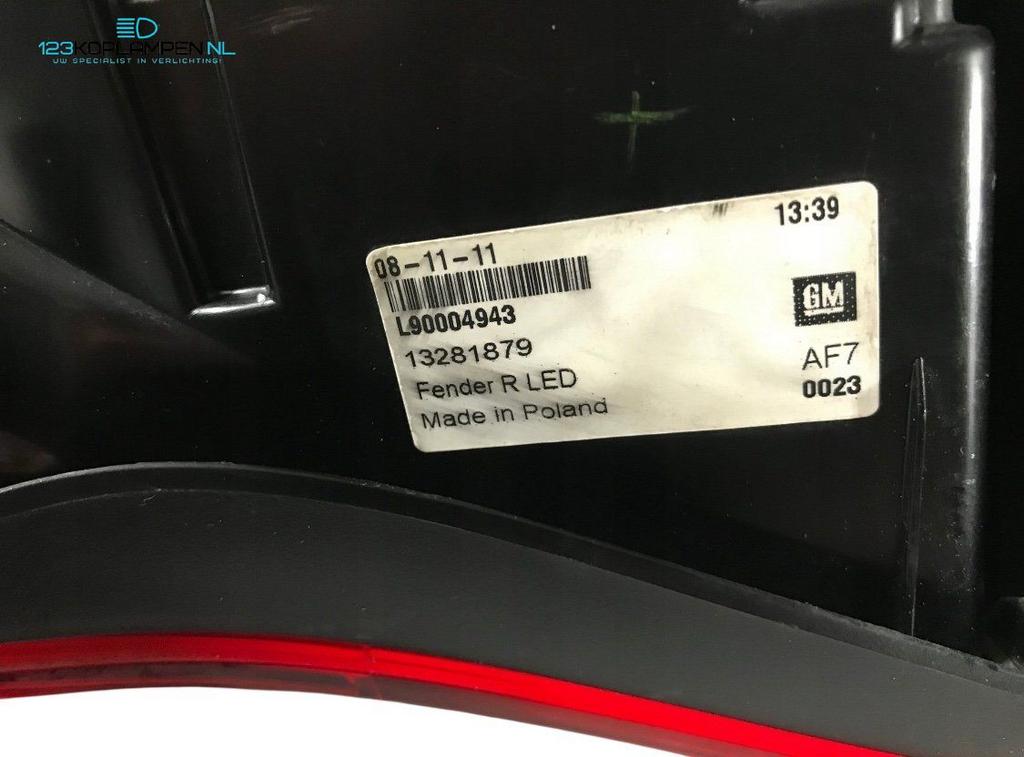 123KOPLAMPEN.NL
UW SPECIALIST IN VERLICHTING!
13:39
08-11-11
L90004943
GM
13281879
AF7
Fender R LED
0023
Made in Poland